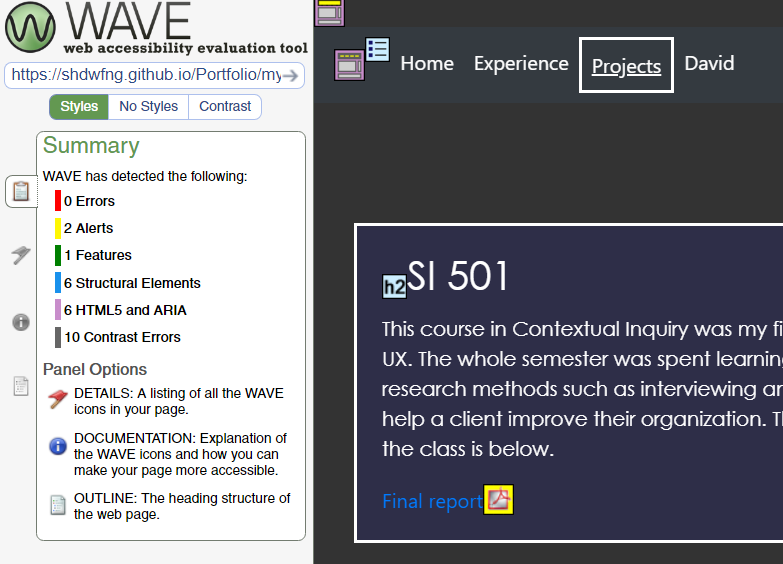 WAVE
web accessibility evaluation tool
https://shdwfng.github.io/Portfolio/my
Styles No Styles Contrast
Summary
WAVE has detected the following:
0 Errors
2 Alerts
1 Features
6 Structural Elements
6 HTML5 and ARIA
10 Contrast Errors
Panel Options
DETAILS: A listing of all the WAVE
icons in your page.
DOCUMENTATION: Explanation of
the WAVE icons and how you can
make your page more accessible.
OUTLINE: The heading structure of
the web page.
Home Experience Projects David
h2 SI 501
This course in Contextual Inquiry was my fi
UX. The whole semester was spent learning
research methods such as interviewing an
help a client improve their organization. Th
the class is below.
Final report